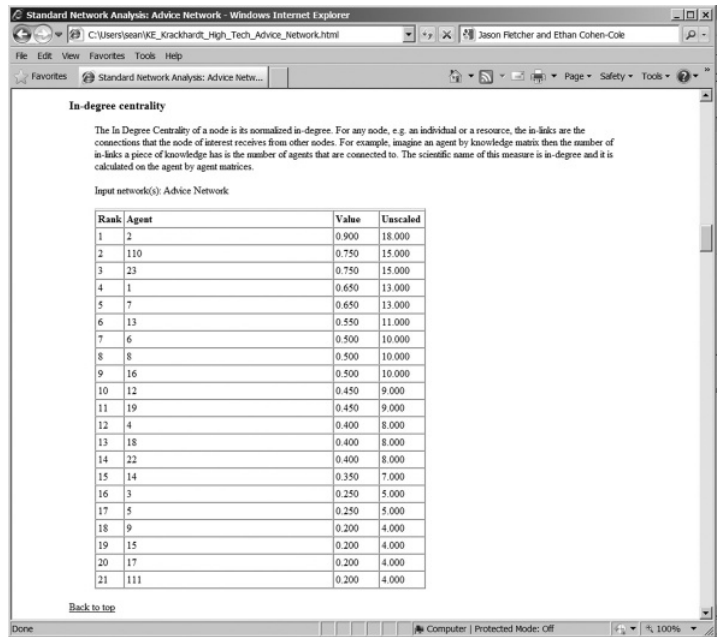 Standard Network Analysis: Advice Network - Windows Internet Explorer
C:\Users\sean\KE_Krackhardt_High_Tech_Advice_Network.html Jason Fletcher and Ethan Cohen-Cole
File Edit View Favorites Tools Help
Favorites Standard Network Analysis: Advice Netw... Page Safety Tools
In-degree centrality
The In Degree Centrality of a node is its normalized in-degree. For any node, e.g. an individual or a resource, the in-links are the
connections that the node of interest receives from other nodes. For example, imagine an agent by knowledge matrix then the number of
in-links a piece of knowledge has is the number of agents that are connected to. The scientific name of this measure is in-degree and it is
calculated on the agent by agent matrices.
Input network(s): Advice Network
Rank Agent Value Unscaled
1 2 0.900 18.000
2 110 0.750 15.000
3 23 0.750 15.000
4 1 0.650 13.000
5 7 0.650 13.000
6 13 0.550 11.000
7 6 0.500 10.000
8 8 0.500 10.000
9 16 0.500 10.000
10 12 0.450 9.000
11 19 0.450 9.000
12 4 0.400 8.000
13 18 0.400 8.000
14 22 0.400 8.000
15 14 0.350 7.000
16 3 0.250 5.000
17 5 0.250 5.000
18 9 0.200 4.000
19 15 0.200 4.000
20 17 0.200 4.000
21 111 0.200 4.000
Back to top
Done Computer | Protected Mode: Off 100%